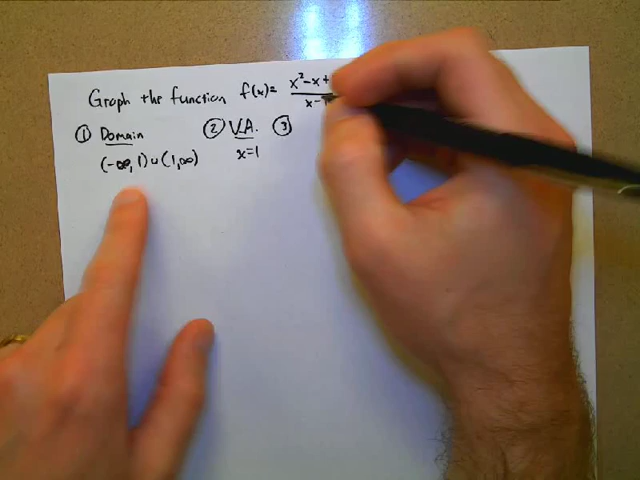 Graph the function f(x)= x²-x+
x-
① Domain ② V.A. ③
(-∞, 1)∪(1,∞) x=1